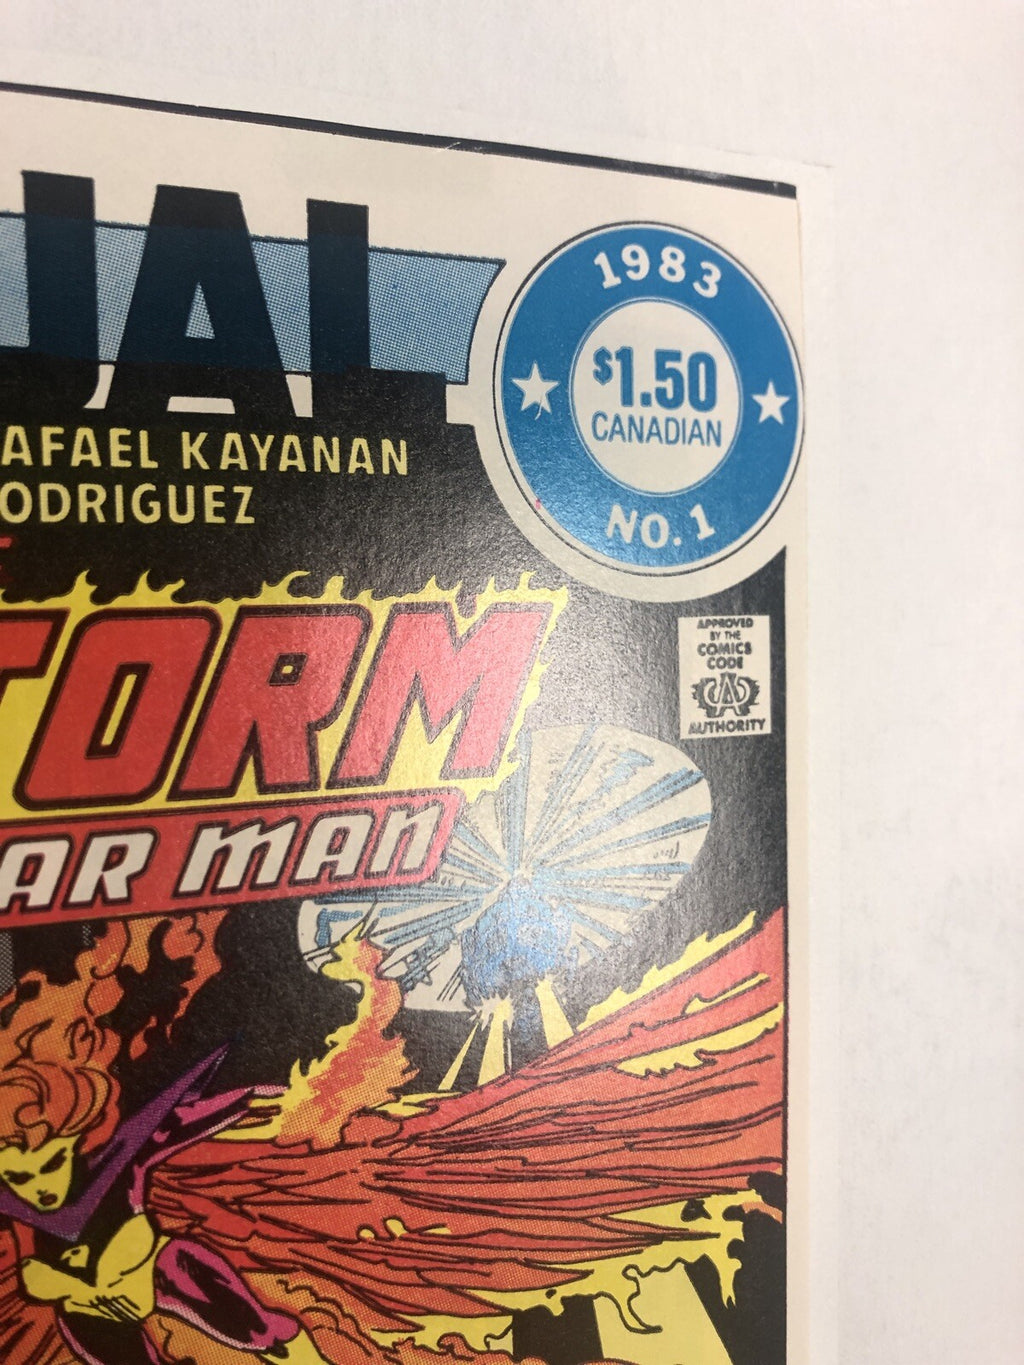 UAL
1983
$1.50
CANADIAN
NO. 1
AFAEL KAYANAN
ODRIGUEZ
TORM
AR MAN
APPROVED
BY THE
COMICS
CODE
CA
AUTHORITY